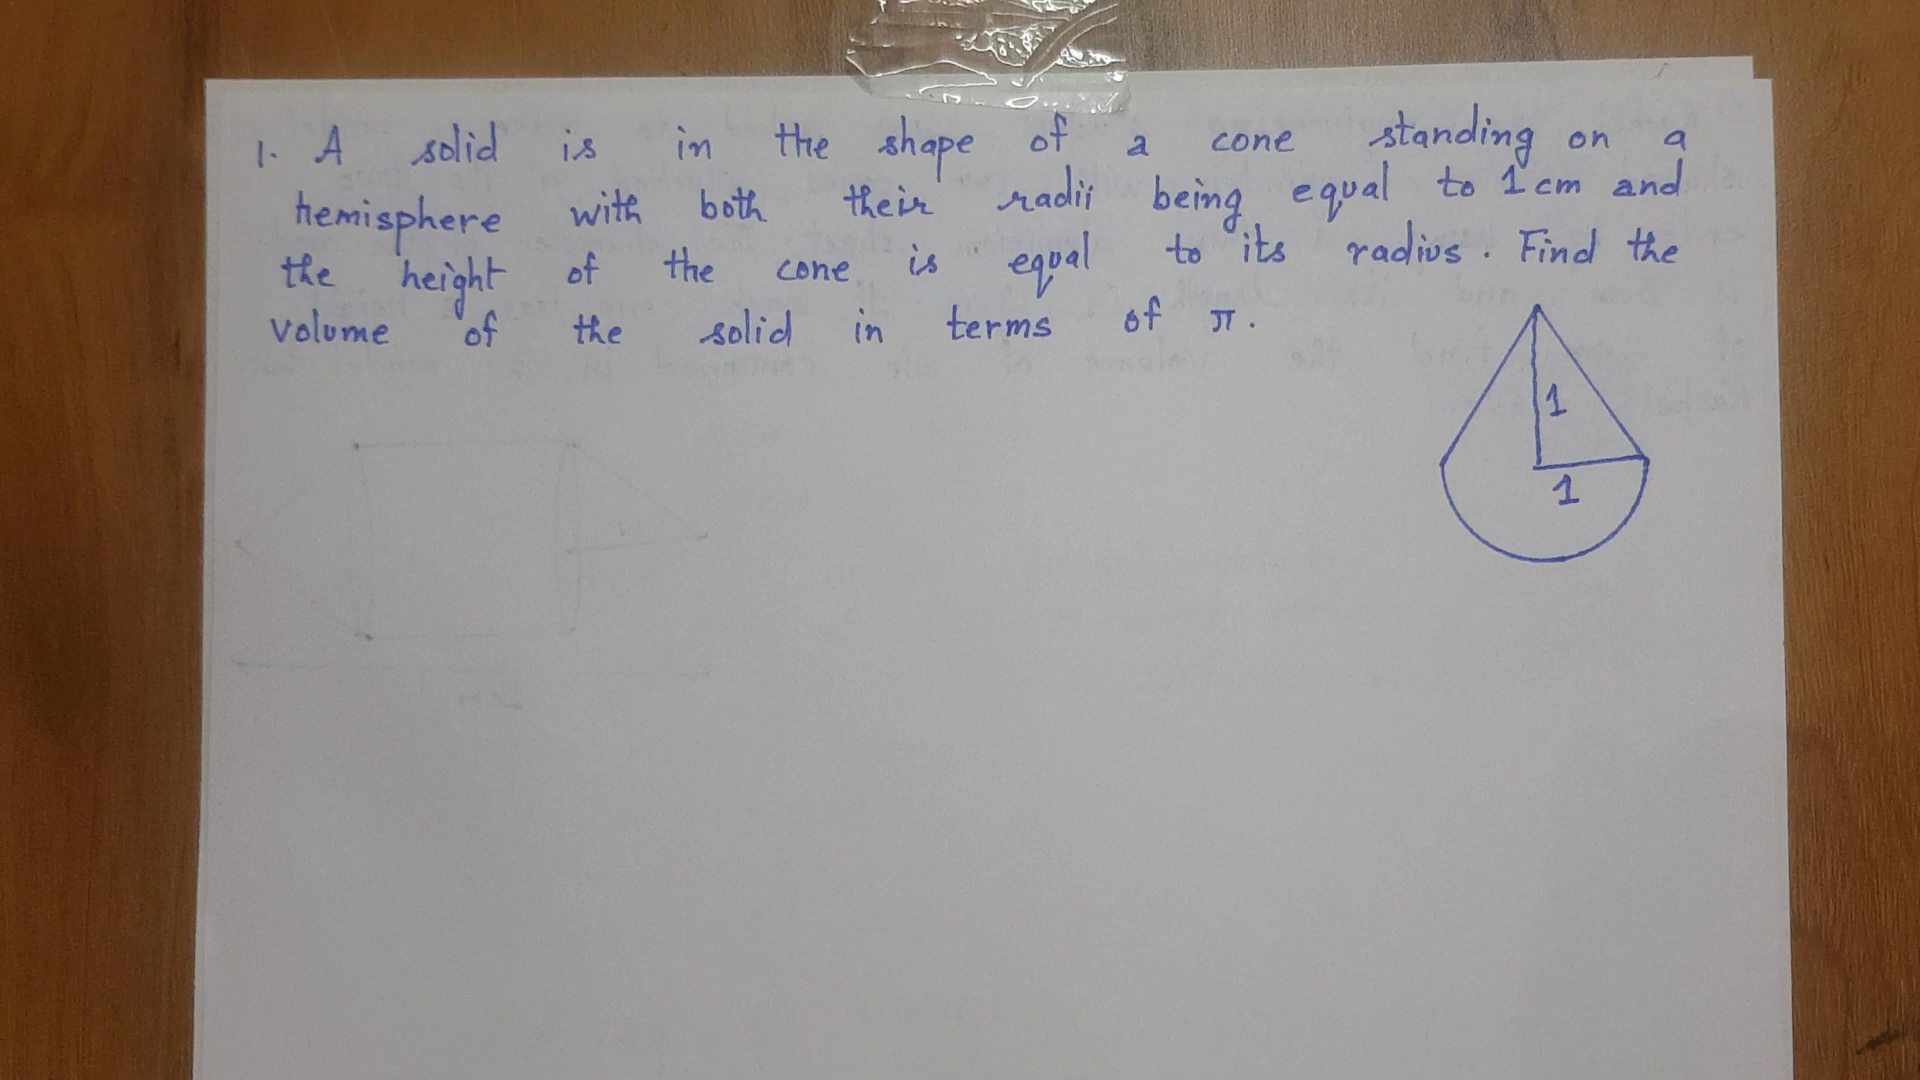 1. A solid is in the shape of a cone standing on a
hemisphere with both their radii being equal to 1 cm and
the height of the cone is equal to its radius. Find the
volume of the solid in terms of π.
1
1